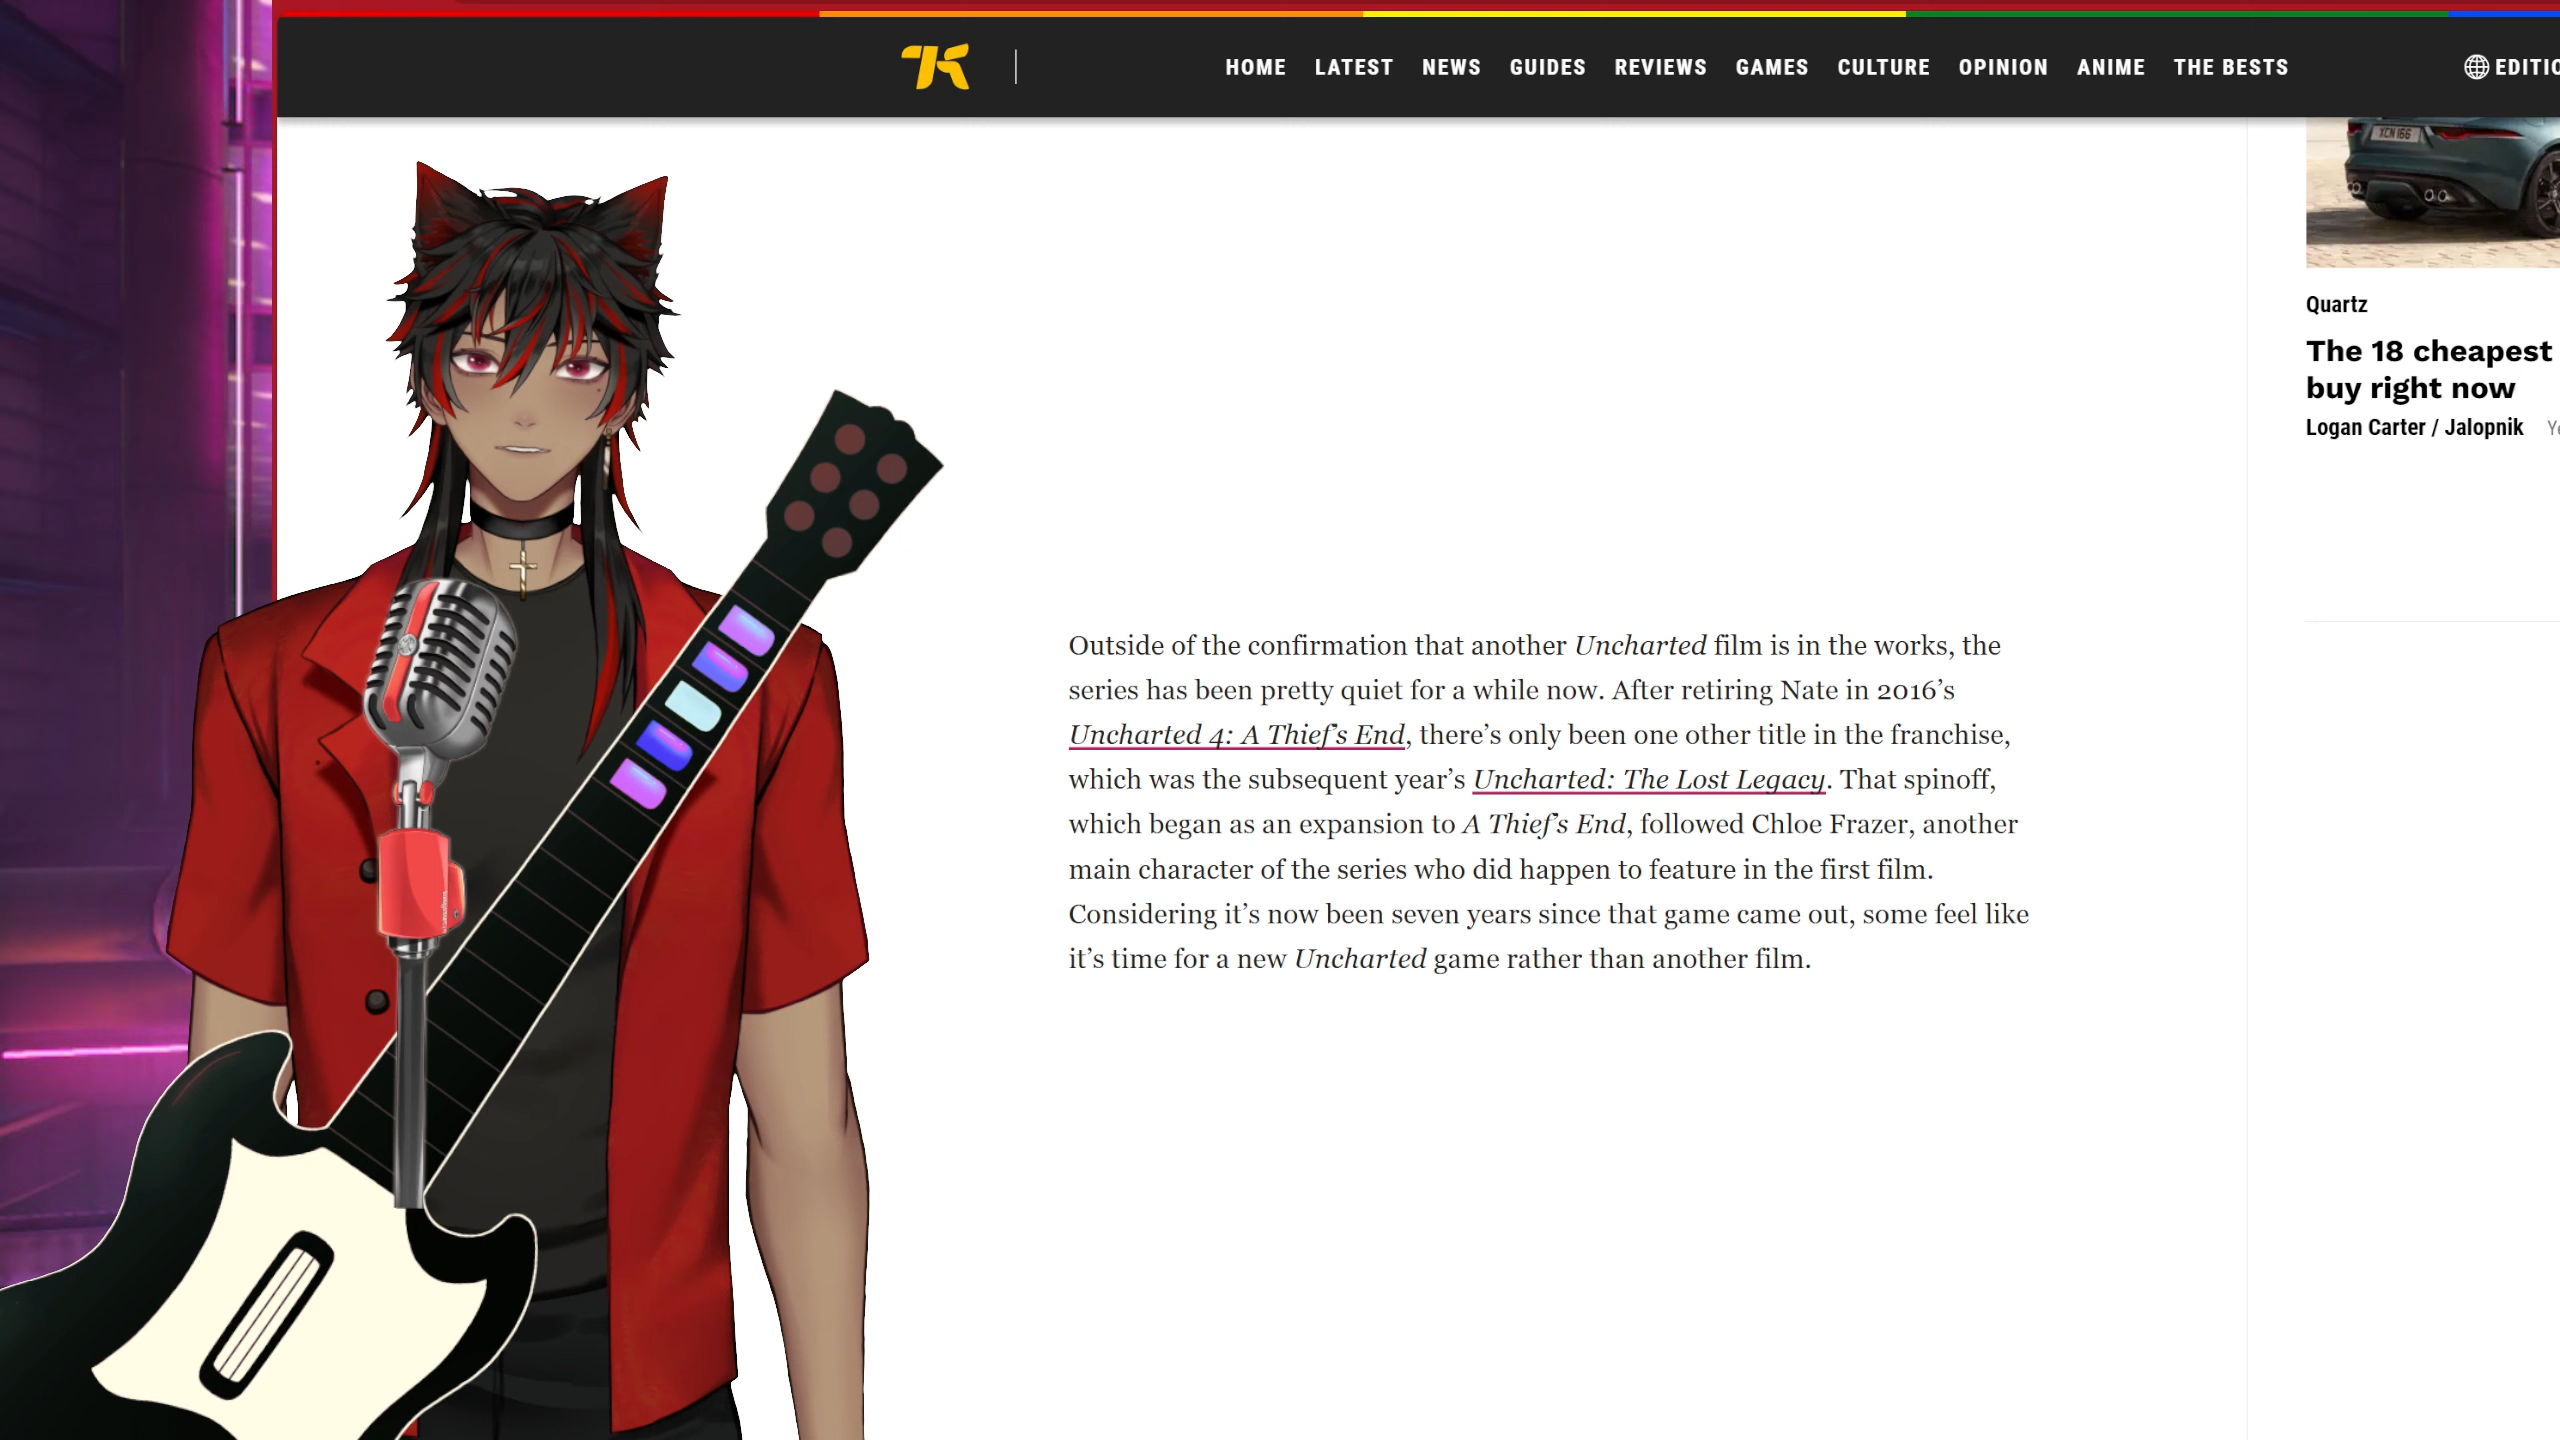 HOME LATEST NEWS GUIDES REVIEWS GAMES CULTURE OPINION ANIME THE BESTS EDITIO
XCN 166
Quartz
The 18 cheapest
buy right now
Logan Carter / Jalopnik Ye
Outside of the confirmation that another Uncharted film is in the works, the
series has been pretty quiet for a while now. After retiring Nate in 2016’s
Uncharted 4: A Thief’s End, there’s only been one other title in the franchise,
which was the subsequent year’s Uncharted: The Lost Legacy. That spinoff,
which began as an expansion to A Thief’s End, followed Chloe Frazer, another
main character of the series who did happen to feature in the first film.
Considering it’s now been seven years since that game came out, some feel like
it’s time for a new Uncharted game rather than another film.